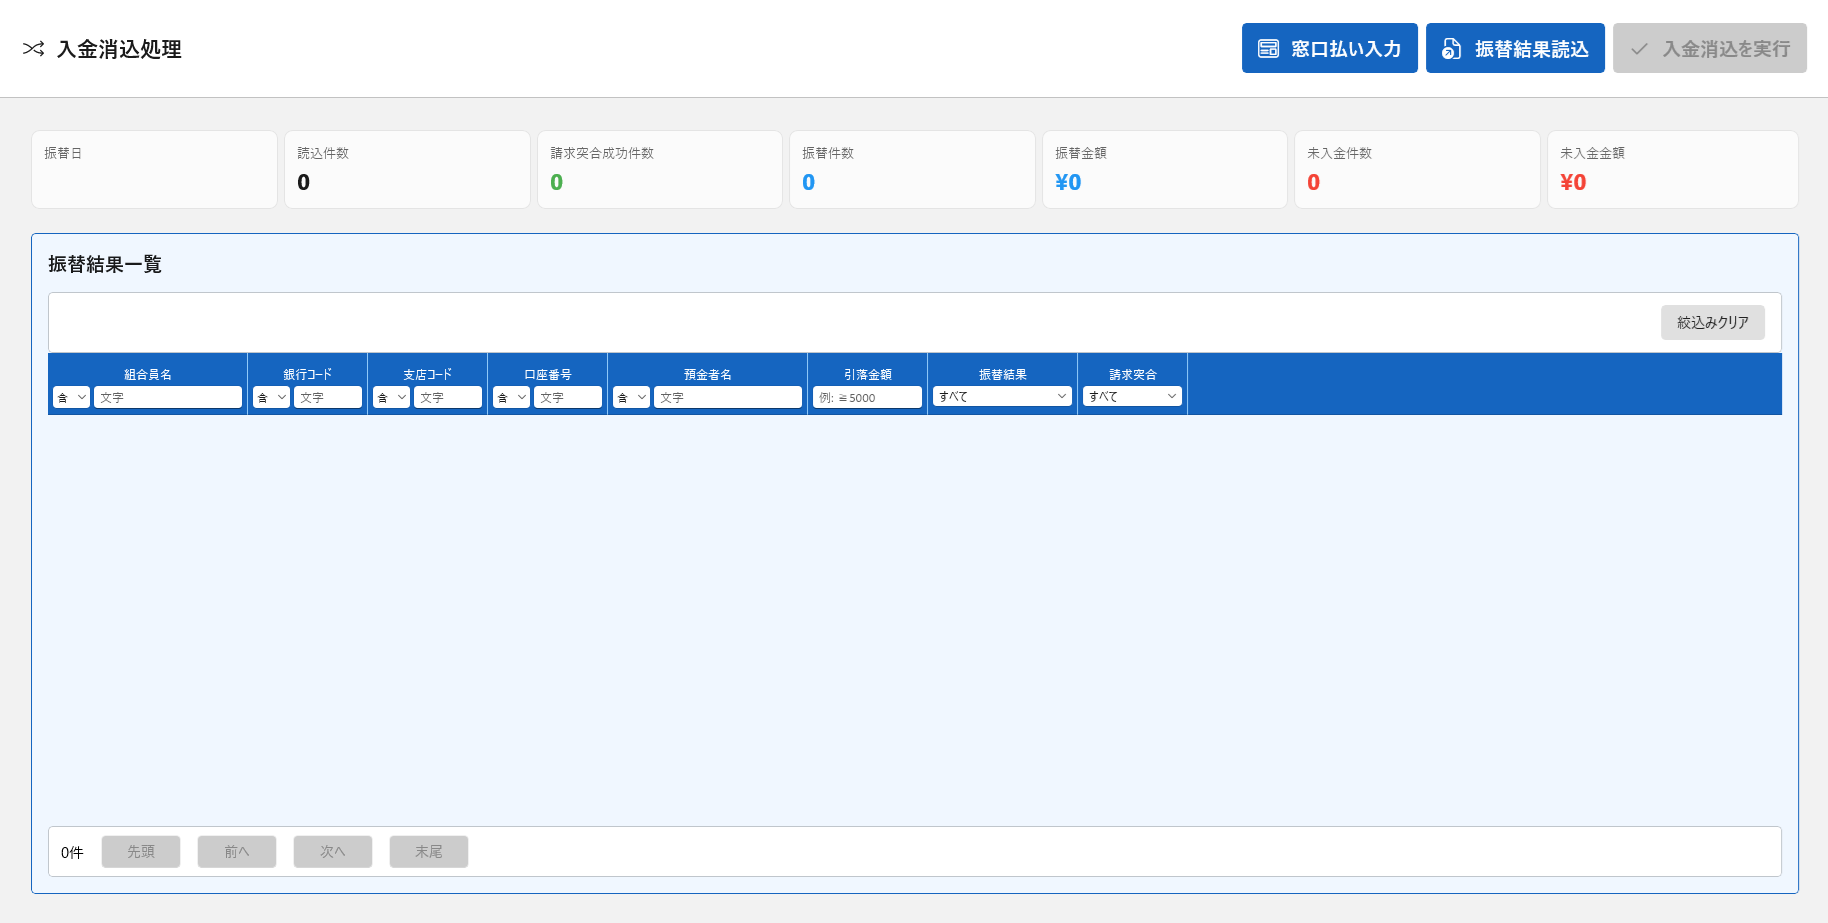 入金消込処理
窓口払い入力
振替結果読込
入金消込を実行
振替日
読込件数
請求突合成功件数
振替件数
振替金額
未入金件数
未入金金額
0
0
0
¥0
0
¥0
振替結果一覧
絞込みクリア
組合員名
銀行コード
支店コード
口座番号
預金者名
引落金額
振替結果
請求突合
含 文字
含 文字
含 文字
含 文字
含 文字
例: ≧5000
すべて
すべて
0件
先頭
前へ
次へ
末尾